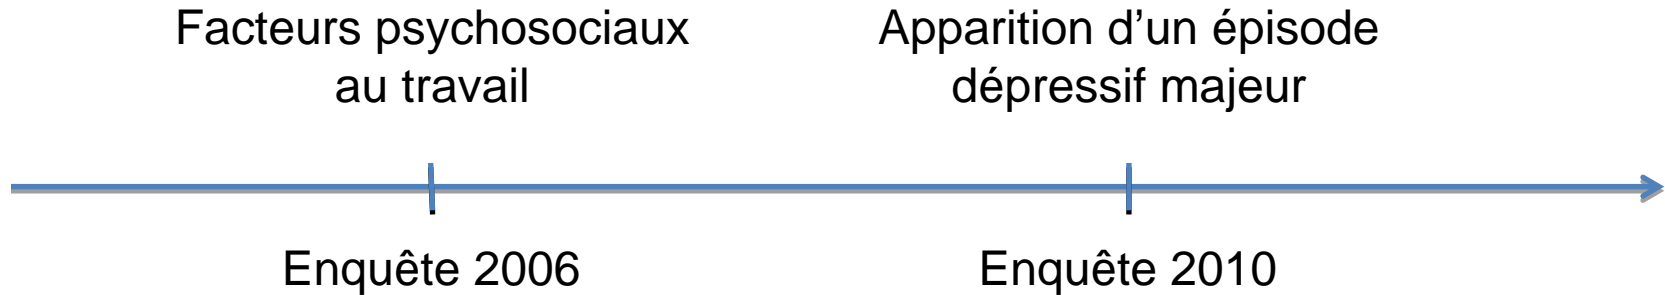 Facteurs psychosociaux
au travail
Apparition d’un épisode
dépressif majeur
Enquête 2006
Enquête 2010